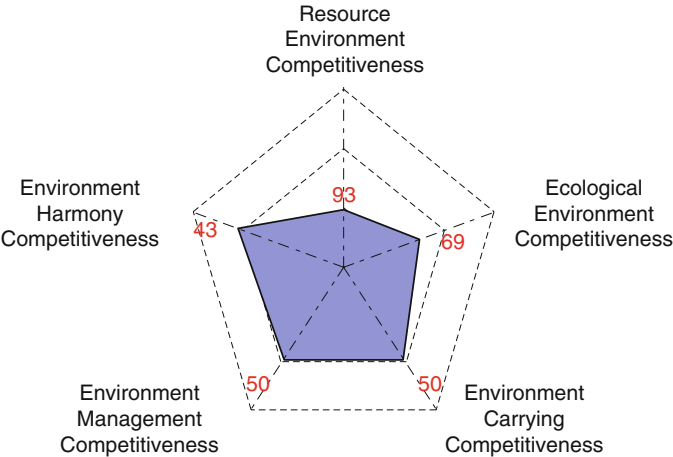 Resource
Environment
Competitiveness
93
Environment
Harmony
Competitiveness
43
Ecological
Environment
Competitiveness
69
Environment
Management
Competitiveness
50
50
Environment
Carrying
Competitiveness